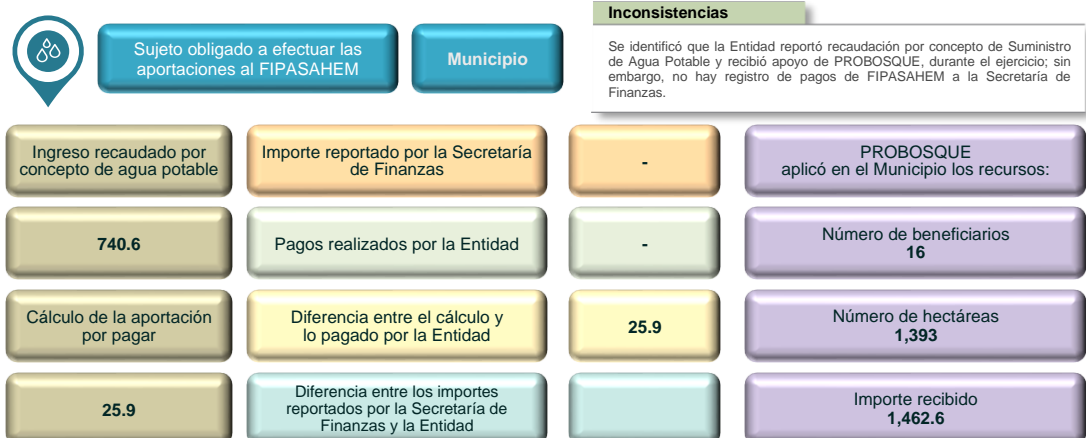 Sujeto obligado a efectuar las
aportaciones al FIPASAHEM
Municipio
Inconsistencias
Se identificó que la Entidad reportó recaudación por concepto de Suministro
de Agua Potable y recibió apoyo de PROBOSQUE, durante el ejercicio; sin
embargo, no hay registro de pagos de FIPASAHEM a la Secretaría de
Finanzas.
Ingreso recaudado por
concepto de agua potable
Importe reportado por la Secretaría
de Finanzas
-
PROBOSQUE
aplicó en el Municipio los recursos:
740.6
Pagos realizados por la Entidad
-
Número de beneficiarios
16
Cálculo de la aportación
por pagar
Diferencia entre el cálculo y
lo pagado por la Entidad
25.9
Número de hectáreas
1,393
25.9
Diferencia entre los importes
reportados por la Secretaría de
Finanzas y la Entidad
Importe recibido
1,462.6